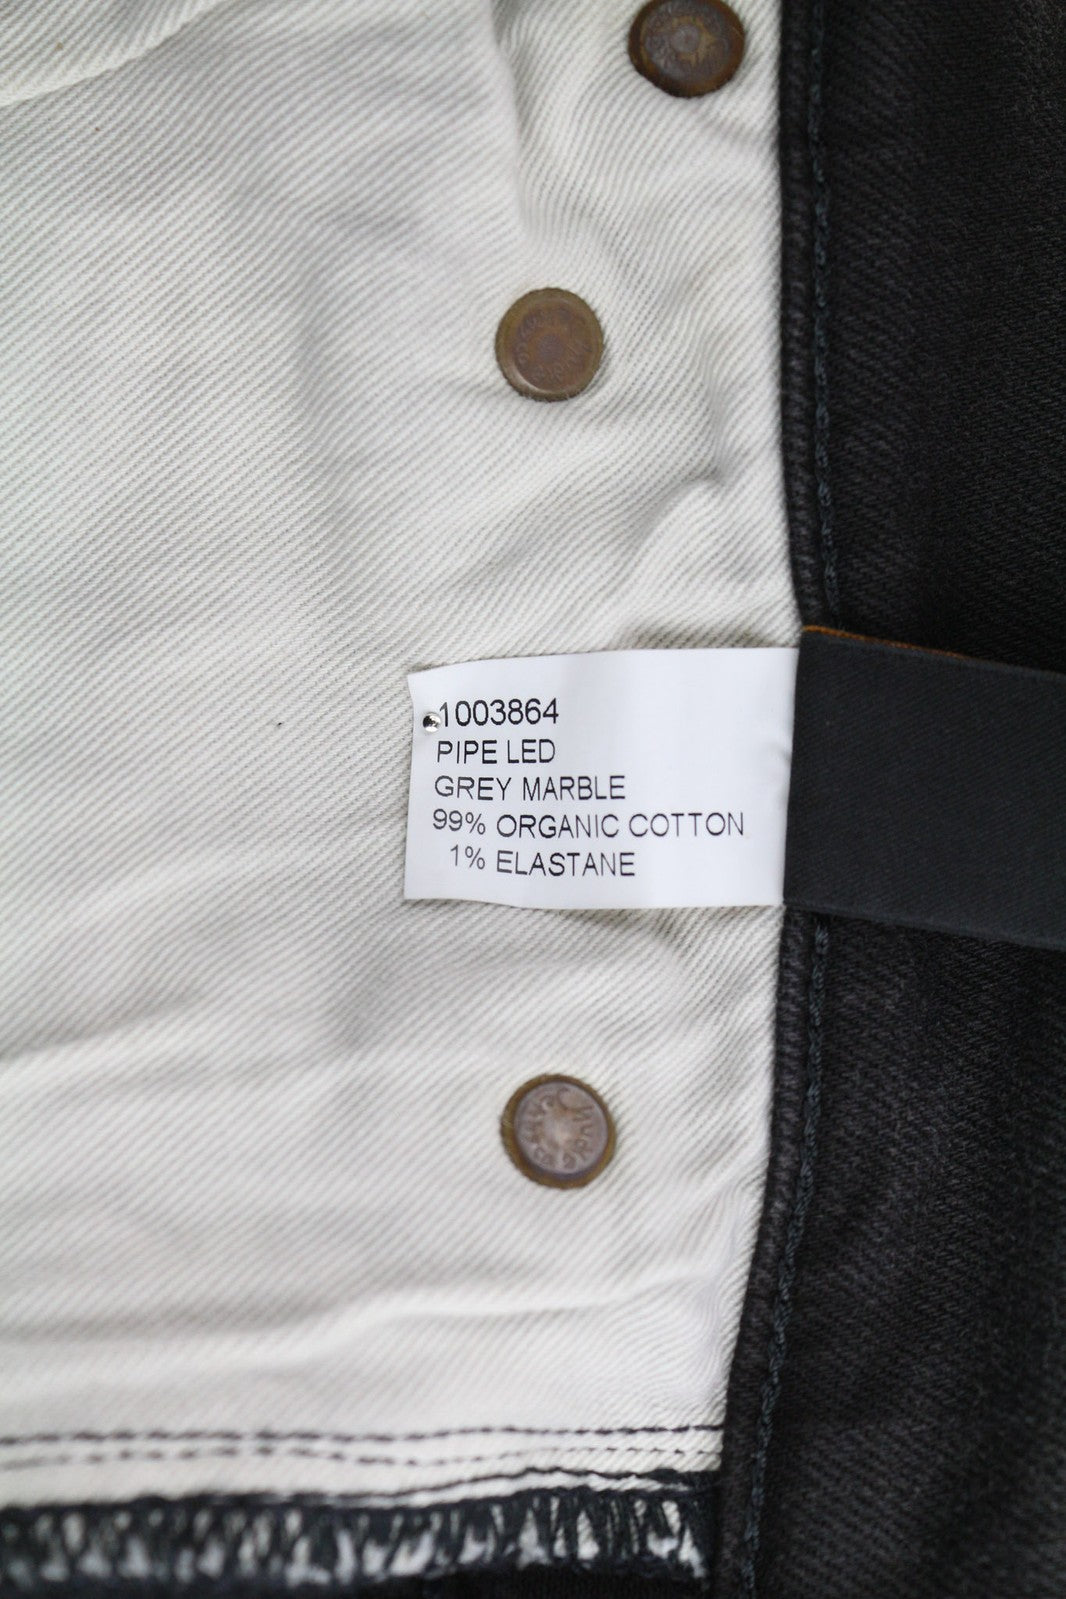 1003864
PIPE LED
GREY MARBLE
99% ORGANIC COTTON
1% ELASTANE